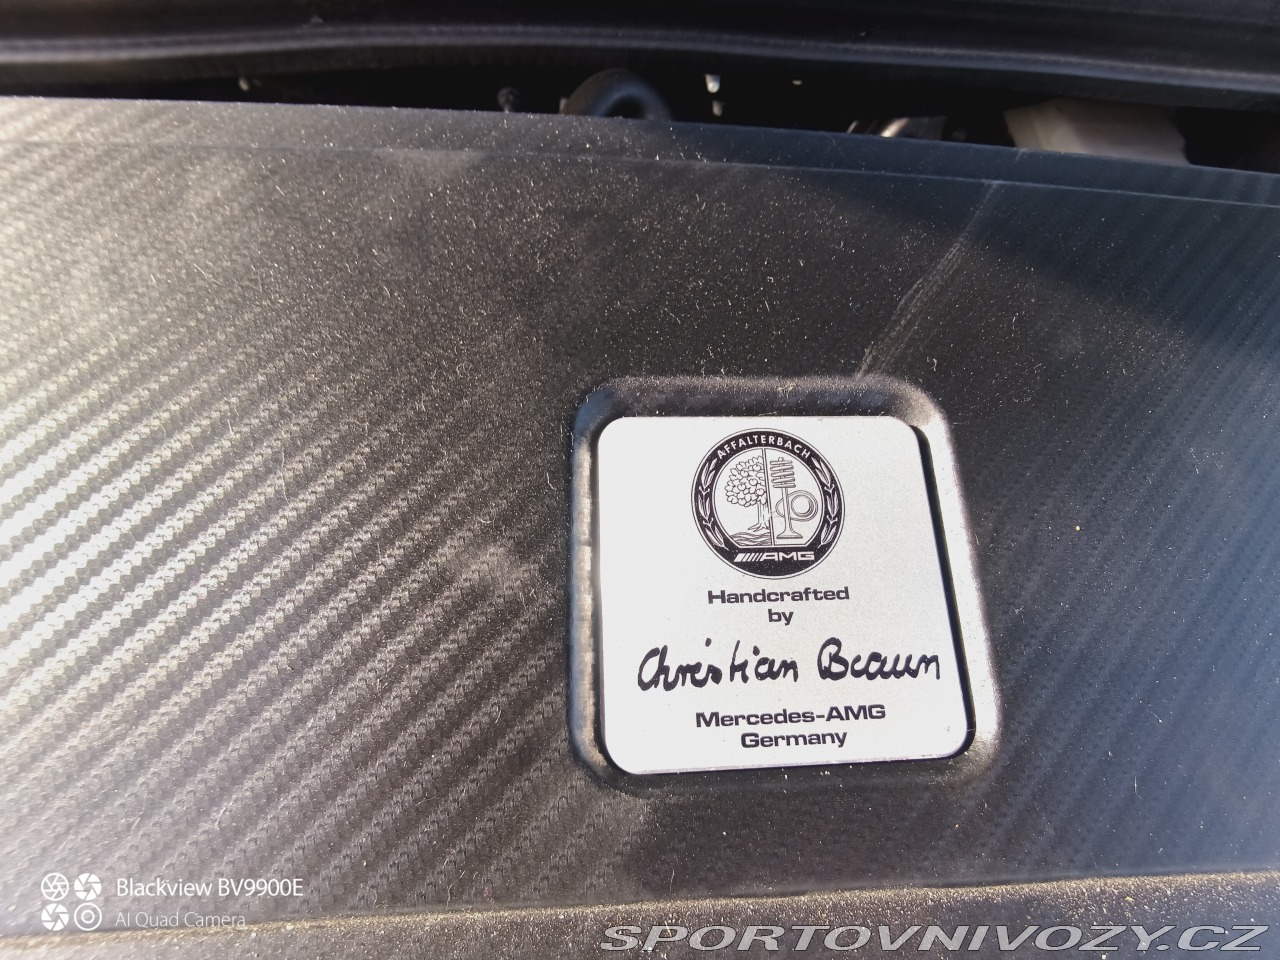 AFFALTERBACH
AMG
Handcrafted
by
Christian Braun
Mercedes-AMG
Germany
Blackview BV9900E
AI Quad Camera
SPORTOVNIVOZY.CZ